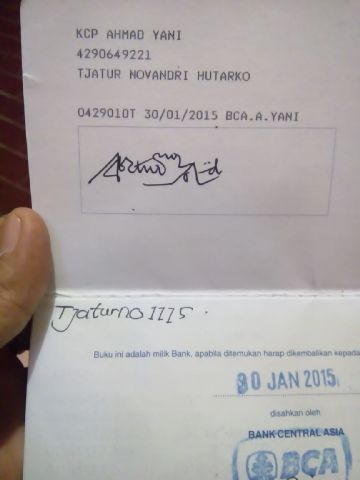 KCP AHMAD YANI
4290649221
TJATUR NOVANDRI HUTARKO
0429010T 30/01/2015 BCA.A.YANI
Tjaturno1115.
Buku ini adalah milik Bank, apabila ditemukan harap dikembalikan kepada
30 JAN 2015
disahkan oleh
BANK CENTRAL ASIA
BCA